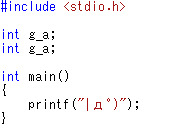 #include <stdio.h>
int g_a;
int g_a;
int main()
{
printf("|дﾟ)");
}